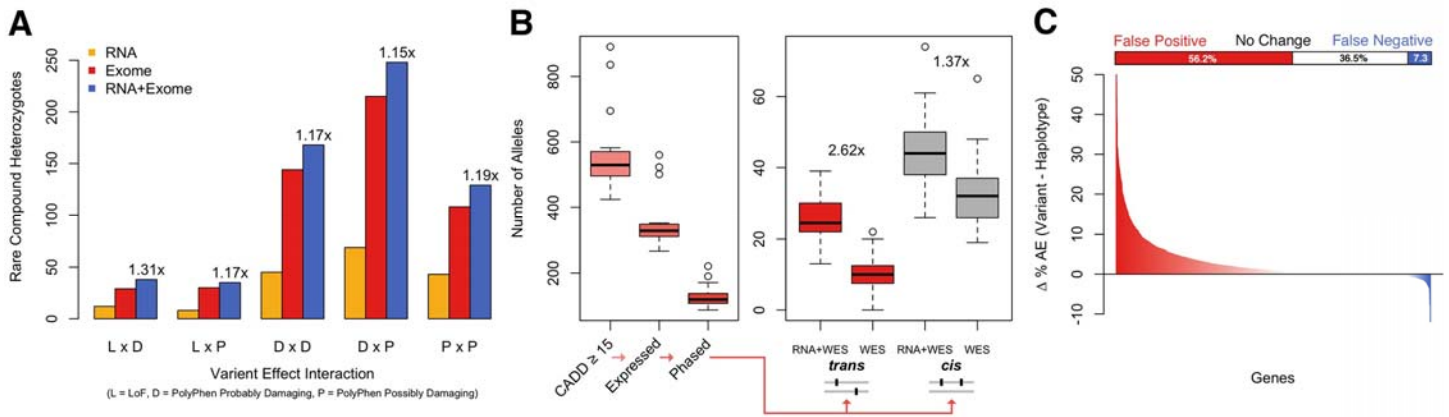 A
RNA
Exome
RNA+Exome
Rare Compound Heterozygotes
0
50
100
150
200
250
1.31x
1.17x
1.17x
1.15x
1.19x
L x D
L x P
D x D
D x P
P x P
Varient Effect Interaction
(L = LoF, D = PolyPhen Probably Damaging, P = PolyPhen Possibly Damaging)
B
Number of Alleles
200
400
600
800
CADD ≥ 15
Expressed
Phased
0
20
40
60
2.62x
1.37x
RNA+WES
WES
RNA+WES
WES
trans
cis
C
False Positive
No Change
False Negative
56.2%
36.5%
7.3
Δ % AE (Variant - Haplotype)
50
40
30
20
10
0
-10
Genes